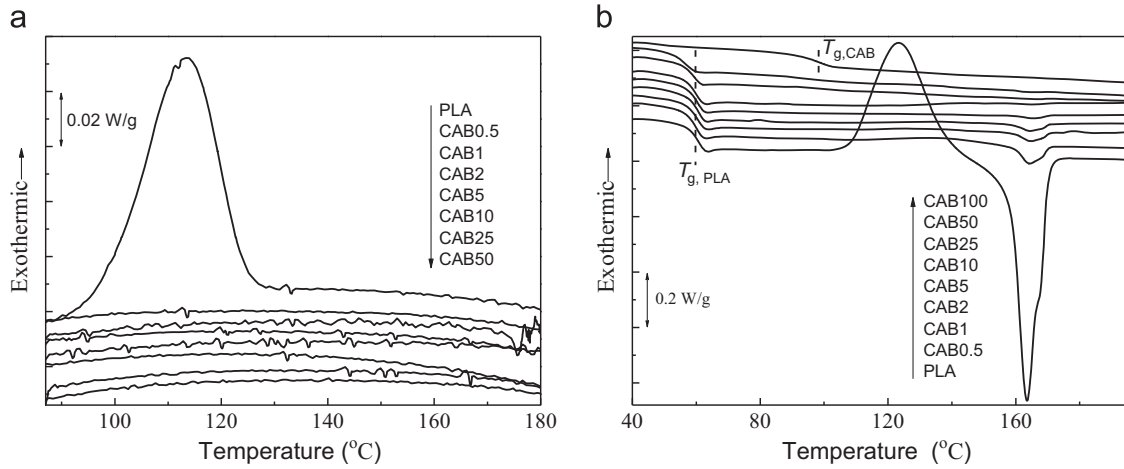 a
Exothermic→
0.02 W/g
PLA
CAB0.5
CAB1
CAB2
CAB5
CAB10
CAB25
CAB50
100 120 140 160 180
Temperature (°C)
b
Exothermic→
Tg,CAB
Tg, PLA
0.2 W/g
CAB100
CAB50
CAB25
CAB10
CAB5
CAB2
CAB1
CAB0.5
PLA
40 80 120 160
Temperature (°C)